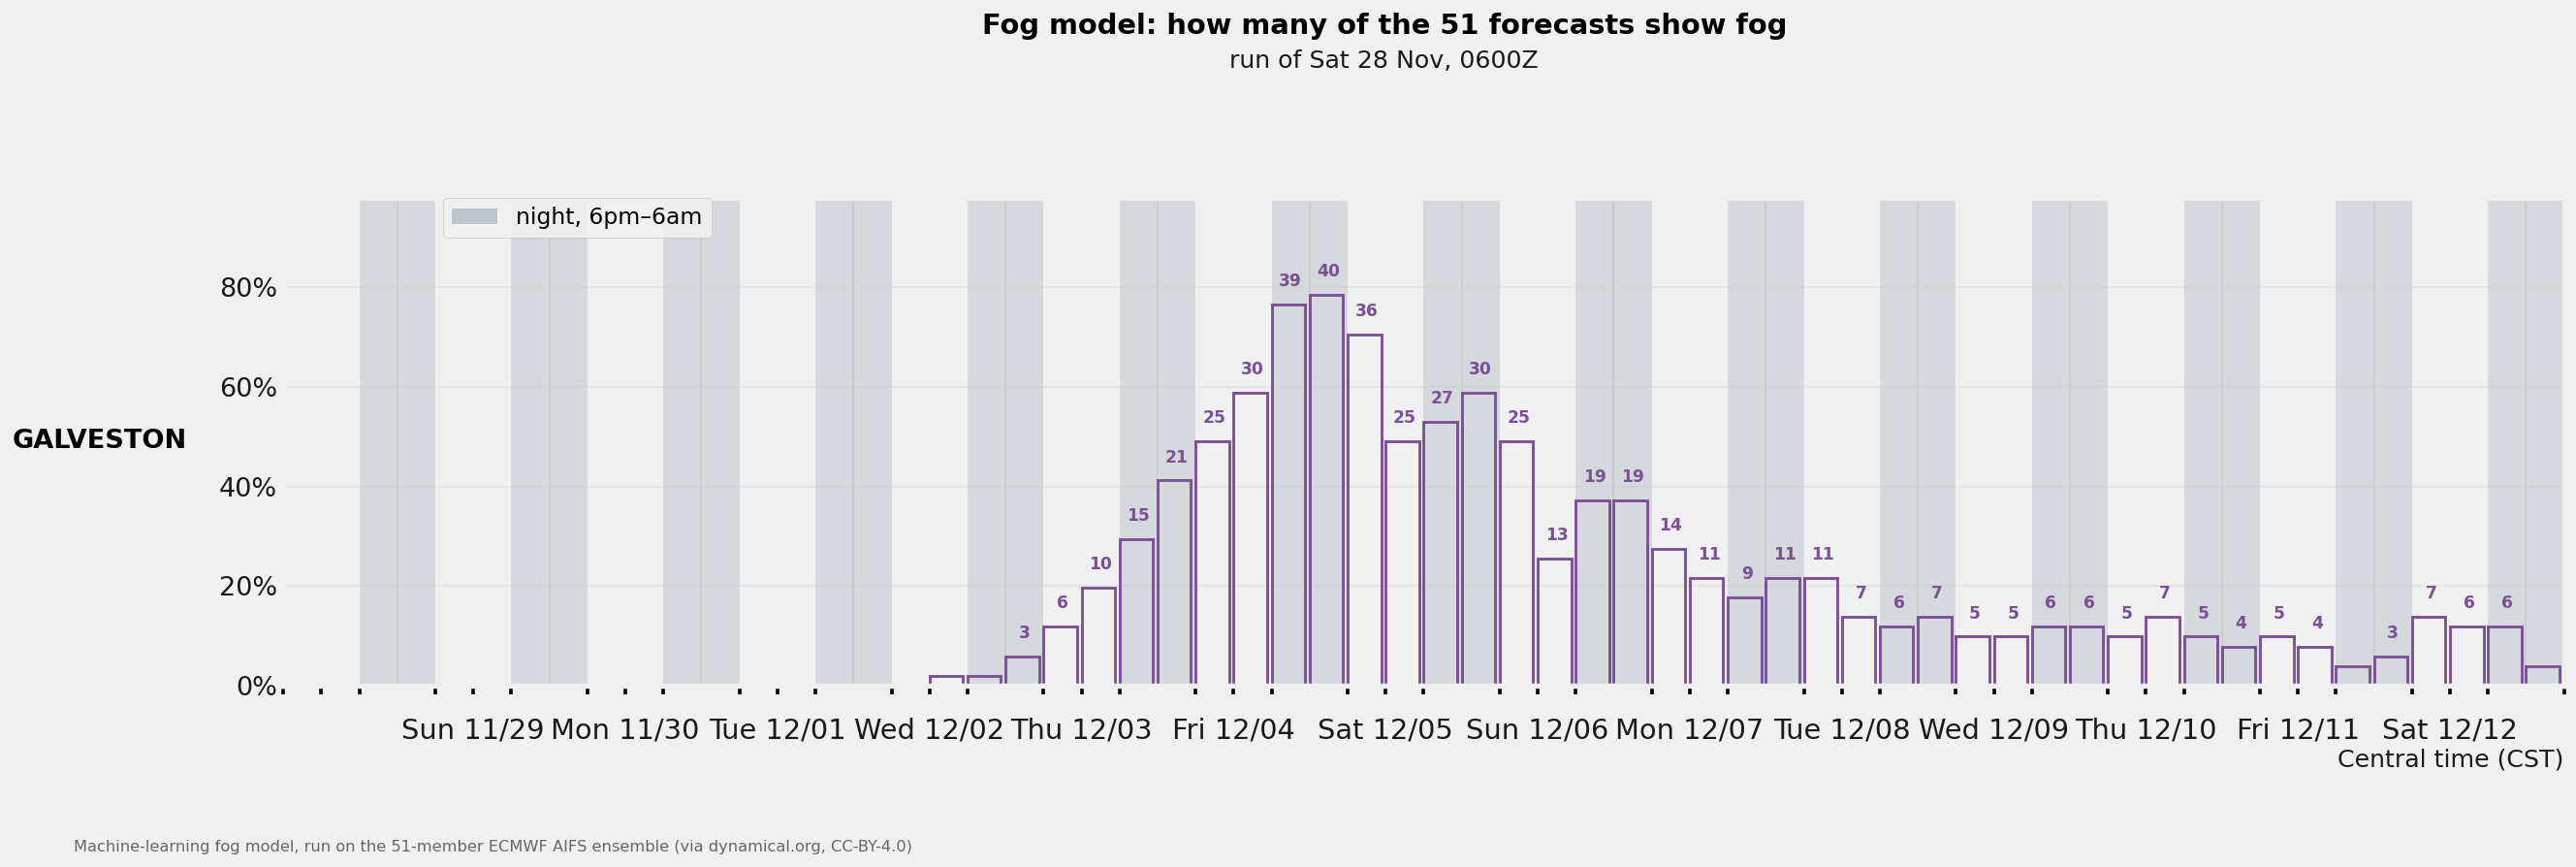 Fog model: how many of the 51 forecasts show fog
run of Sat 28 Nov, 0600Z
night, 6pm–6am
80%
60%
40%
20%
0%
GALVESTON
3 6 10 15 21 25 30 39 40 36 25 27 30 25 13 19 19 14 11 9 11 11 7 6 7 5 5 6 6 5 7 5 4 5 4 3 7 6 6
Sun 11/29 Mon 11/30 Tue 12/01 Wed 12/02 Thu 12/03 Fri 12/04 Sat 12/05 Sun 12/06 Mon 12/07 Tue 12/08 Wed 12/09 Thu 12/10 Fri 12/11 Sat 12/12
Central time (CST)
Machine-learning fog model, run on the 51-member ECMWF AIFS ensemble (via dynamical.org, CC-BY-4.0)